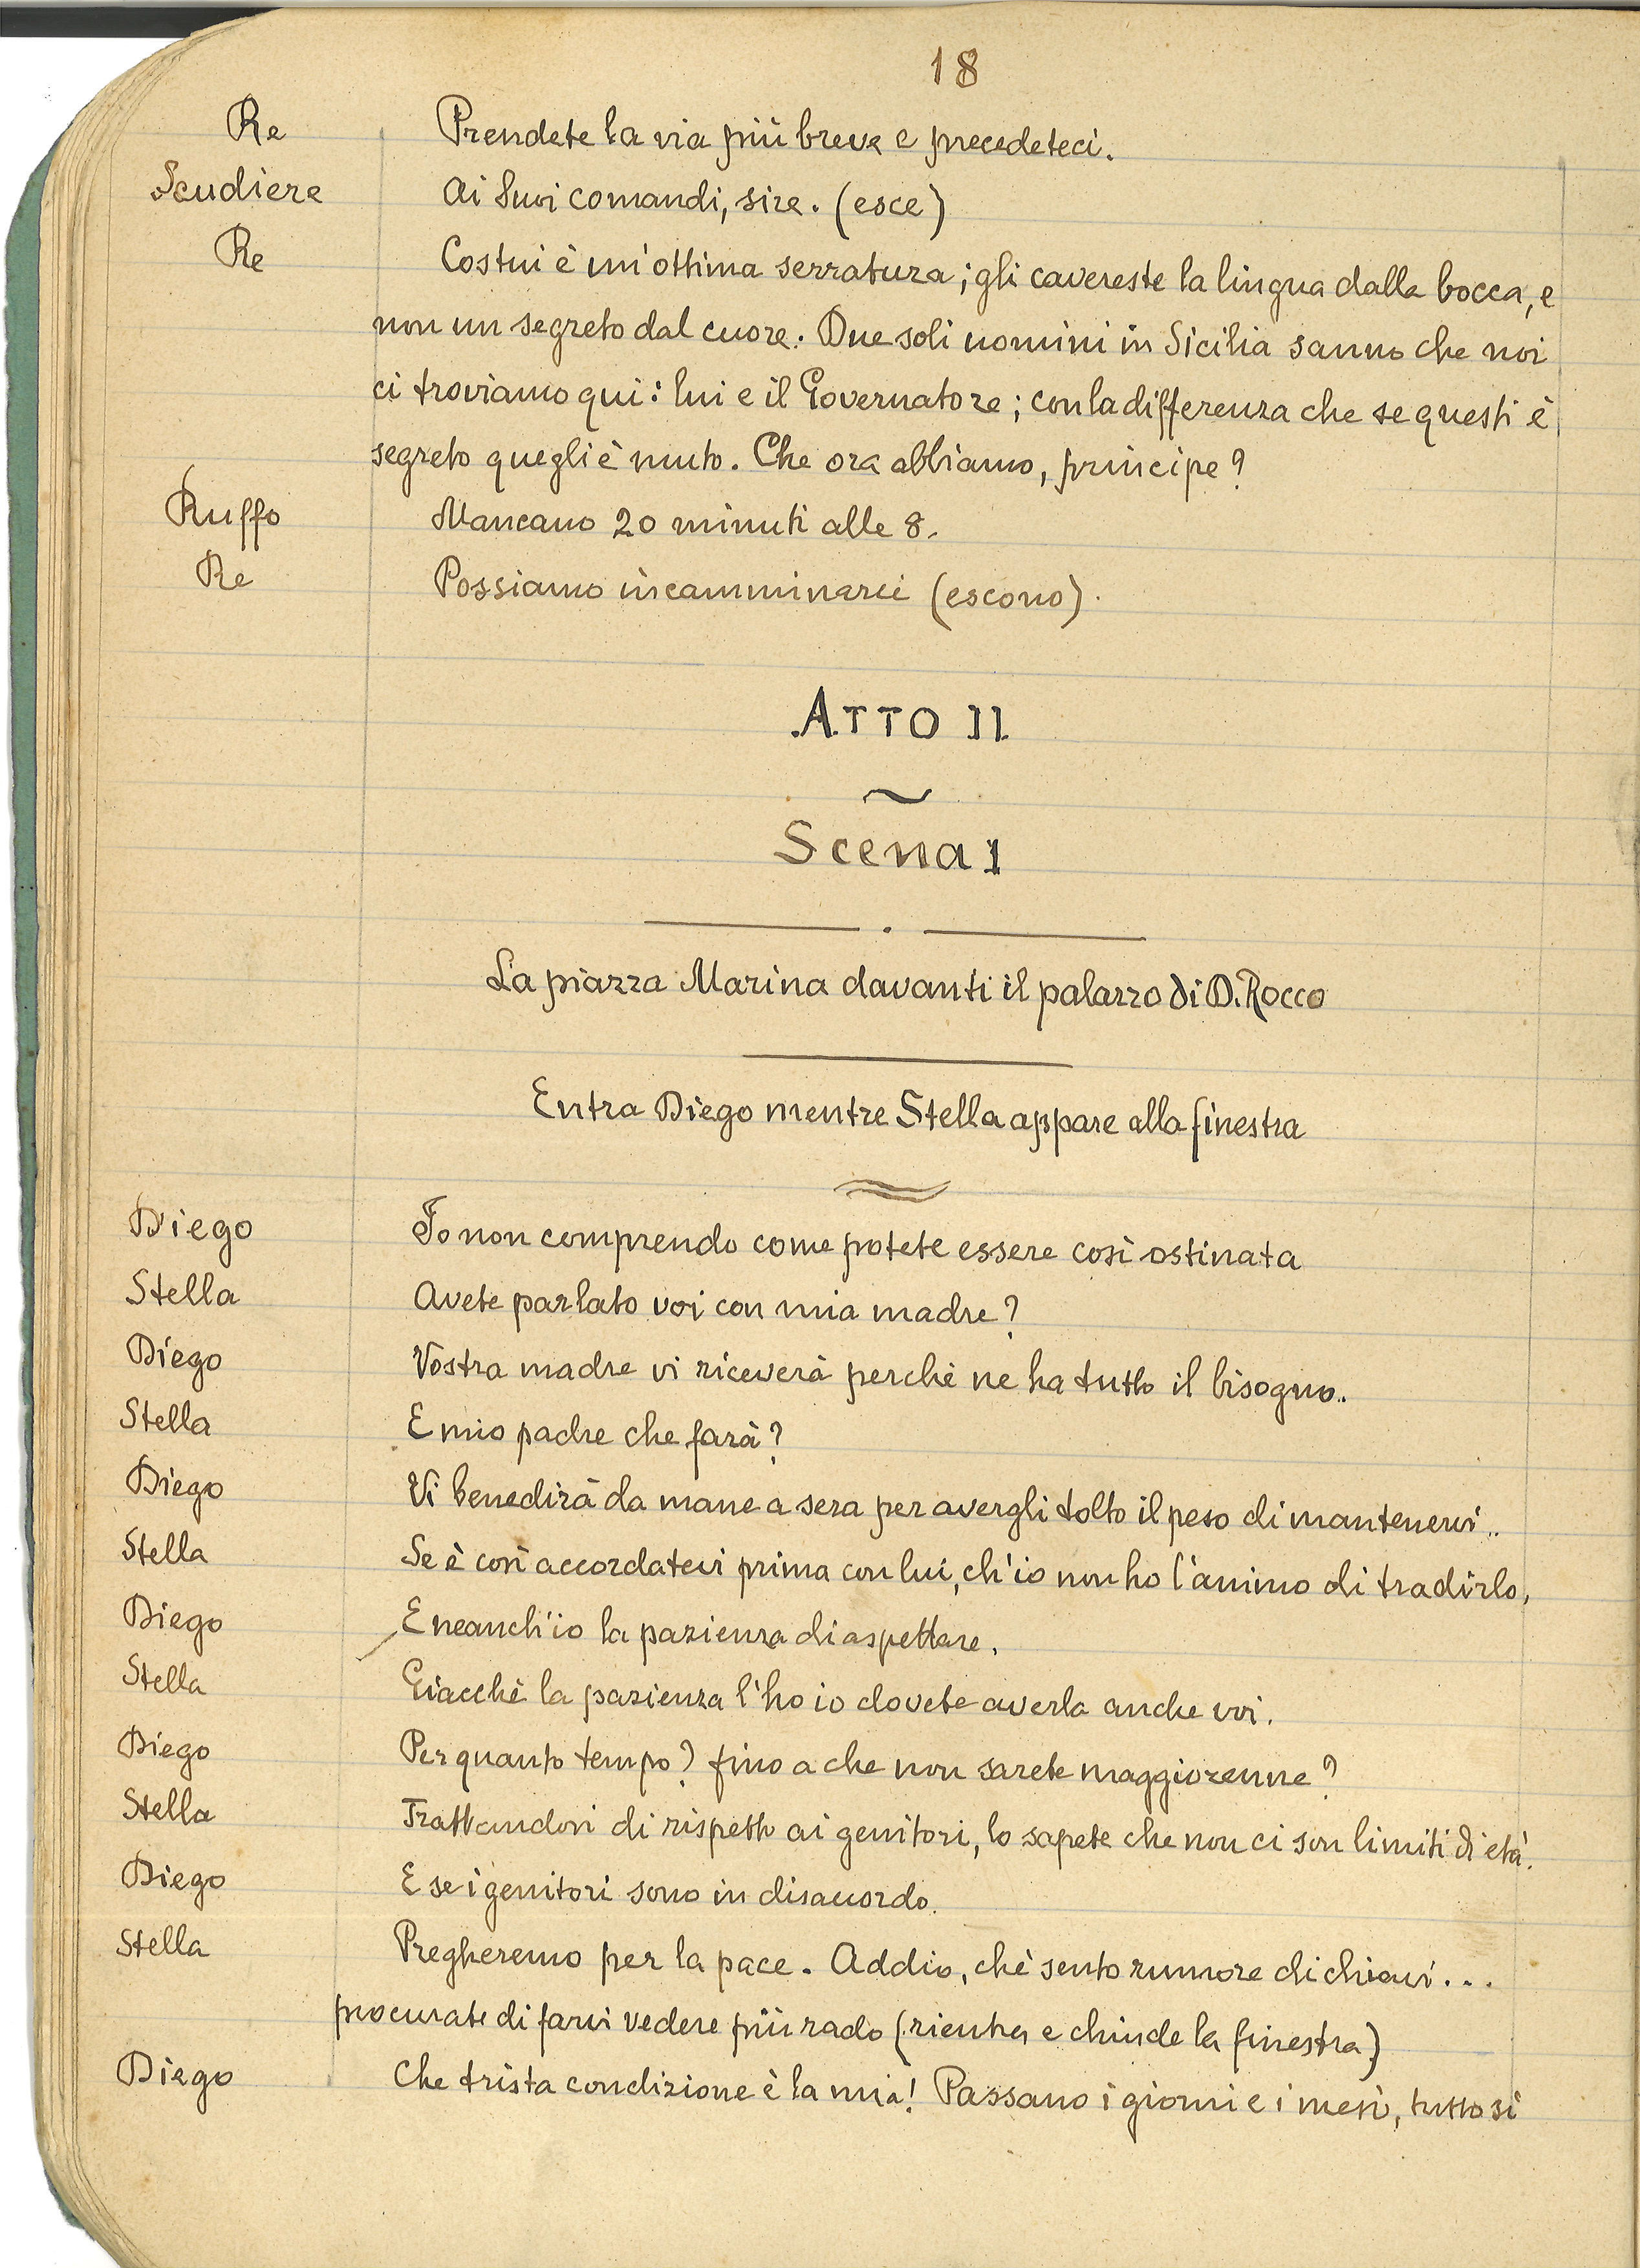 18
Re Prendete la via più breve e precedeteci.
Scudiere Ai Suoi comandi, sire. (esce)
Re Costui è un'ottima serratura; gli cavereste la lingua dalla bocca, e
non un segreto dal cuore. Due soli uomini in Sicilia sanno che noi
ci troviamo qui: lui e il Governatore; con la differenza che se questi è
segreto quegli è muto. Che ora abbiamo, principe?
Ruffo Mancano 20 minuti alle 8.
Re Possiamo incamminarci (escono).
ATTO II
~
Scena 1
La piazza Marina davanti il palazzo di D. Rocco
Entra Diego mentre Stella appare alla finestra
Diego Io non comprendo come potete essere così ostinata
Stella Avete parlato voi con mia madre?
Diego Vostra madre vi riceverà perchè ne ha tutto il bisogno..
Stella E mio padre che farà?
Diego Vi benedirà da mane a sera per avergli tolto il peso di mantenervi..
Stella Se è così accordatevi prima con lui, ch'io non ho l'animo di tradirlo,
Diego E neanch'io la pazienza di aspettare.
Stella Giacchè la pazienza l'ho io dovete averla anche voi.
Diego Per quanto tempo? fino a che non sarete maggiorenne?
Stella Trattandosi di rispetto ai genitori, lo sapete che non ci son limiti di età.
Diego E se i genitori sono in disaccordo.
Stella Pregheremo per la pace. Addio, chè sento rumore di chiavi...
procurate di farvi vedere più rado (rientra e chiude la finestra)
Diego Che trista condizione è la mia! Passano i giorni e i mesi, tutto si